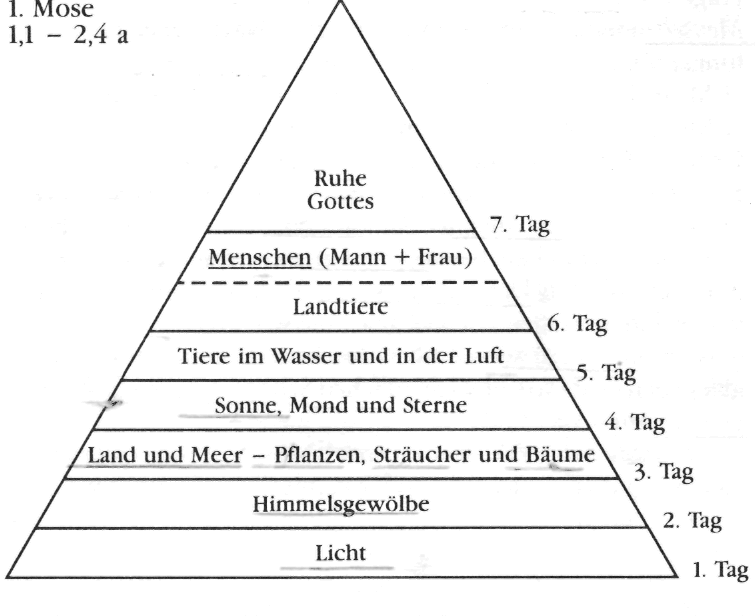 1. Mose
1,1 – 2,4 a
Ruhe
Gottes
7. Tag
Menschen (Mann + Frau)
Landtiere
6. Tag
Tiere im Wasser und in der Luft
5. Tag
Sonne, Mond und Sterne
4. Tag
Land und Meer – Pflanzen, Sträucher und Bäume
3. Tag
Himmelsgewölbe
2. Tag
Licht
1. Tag